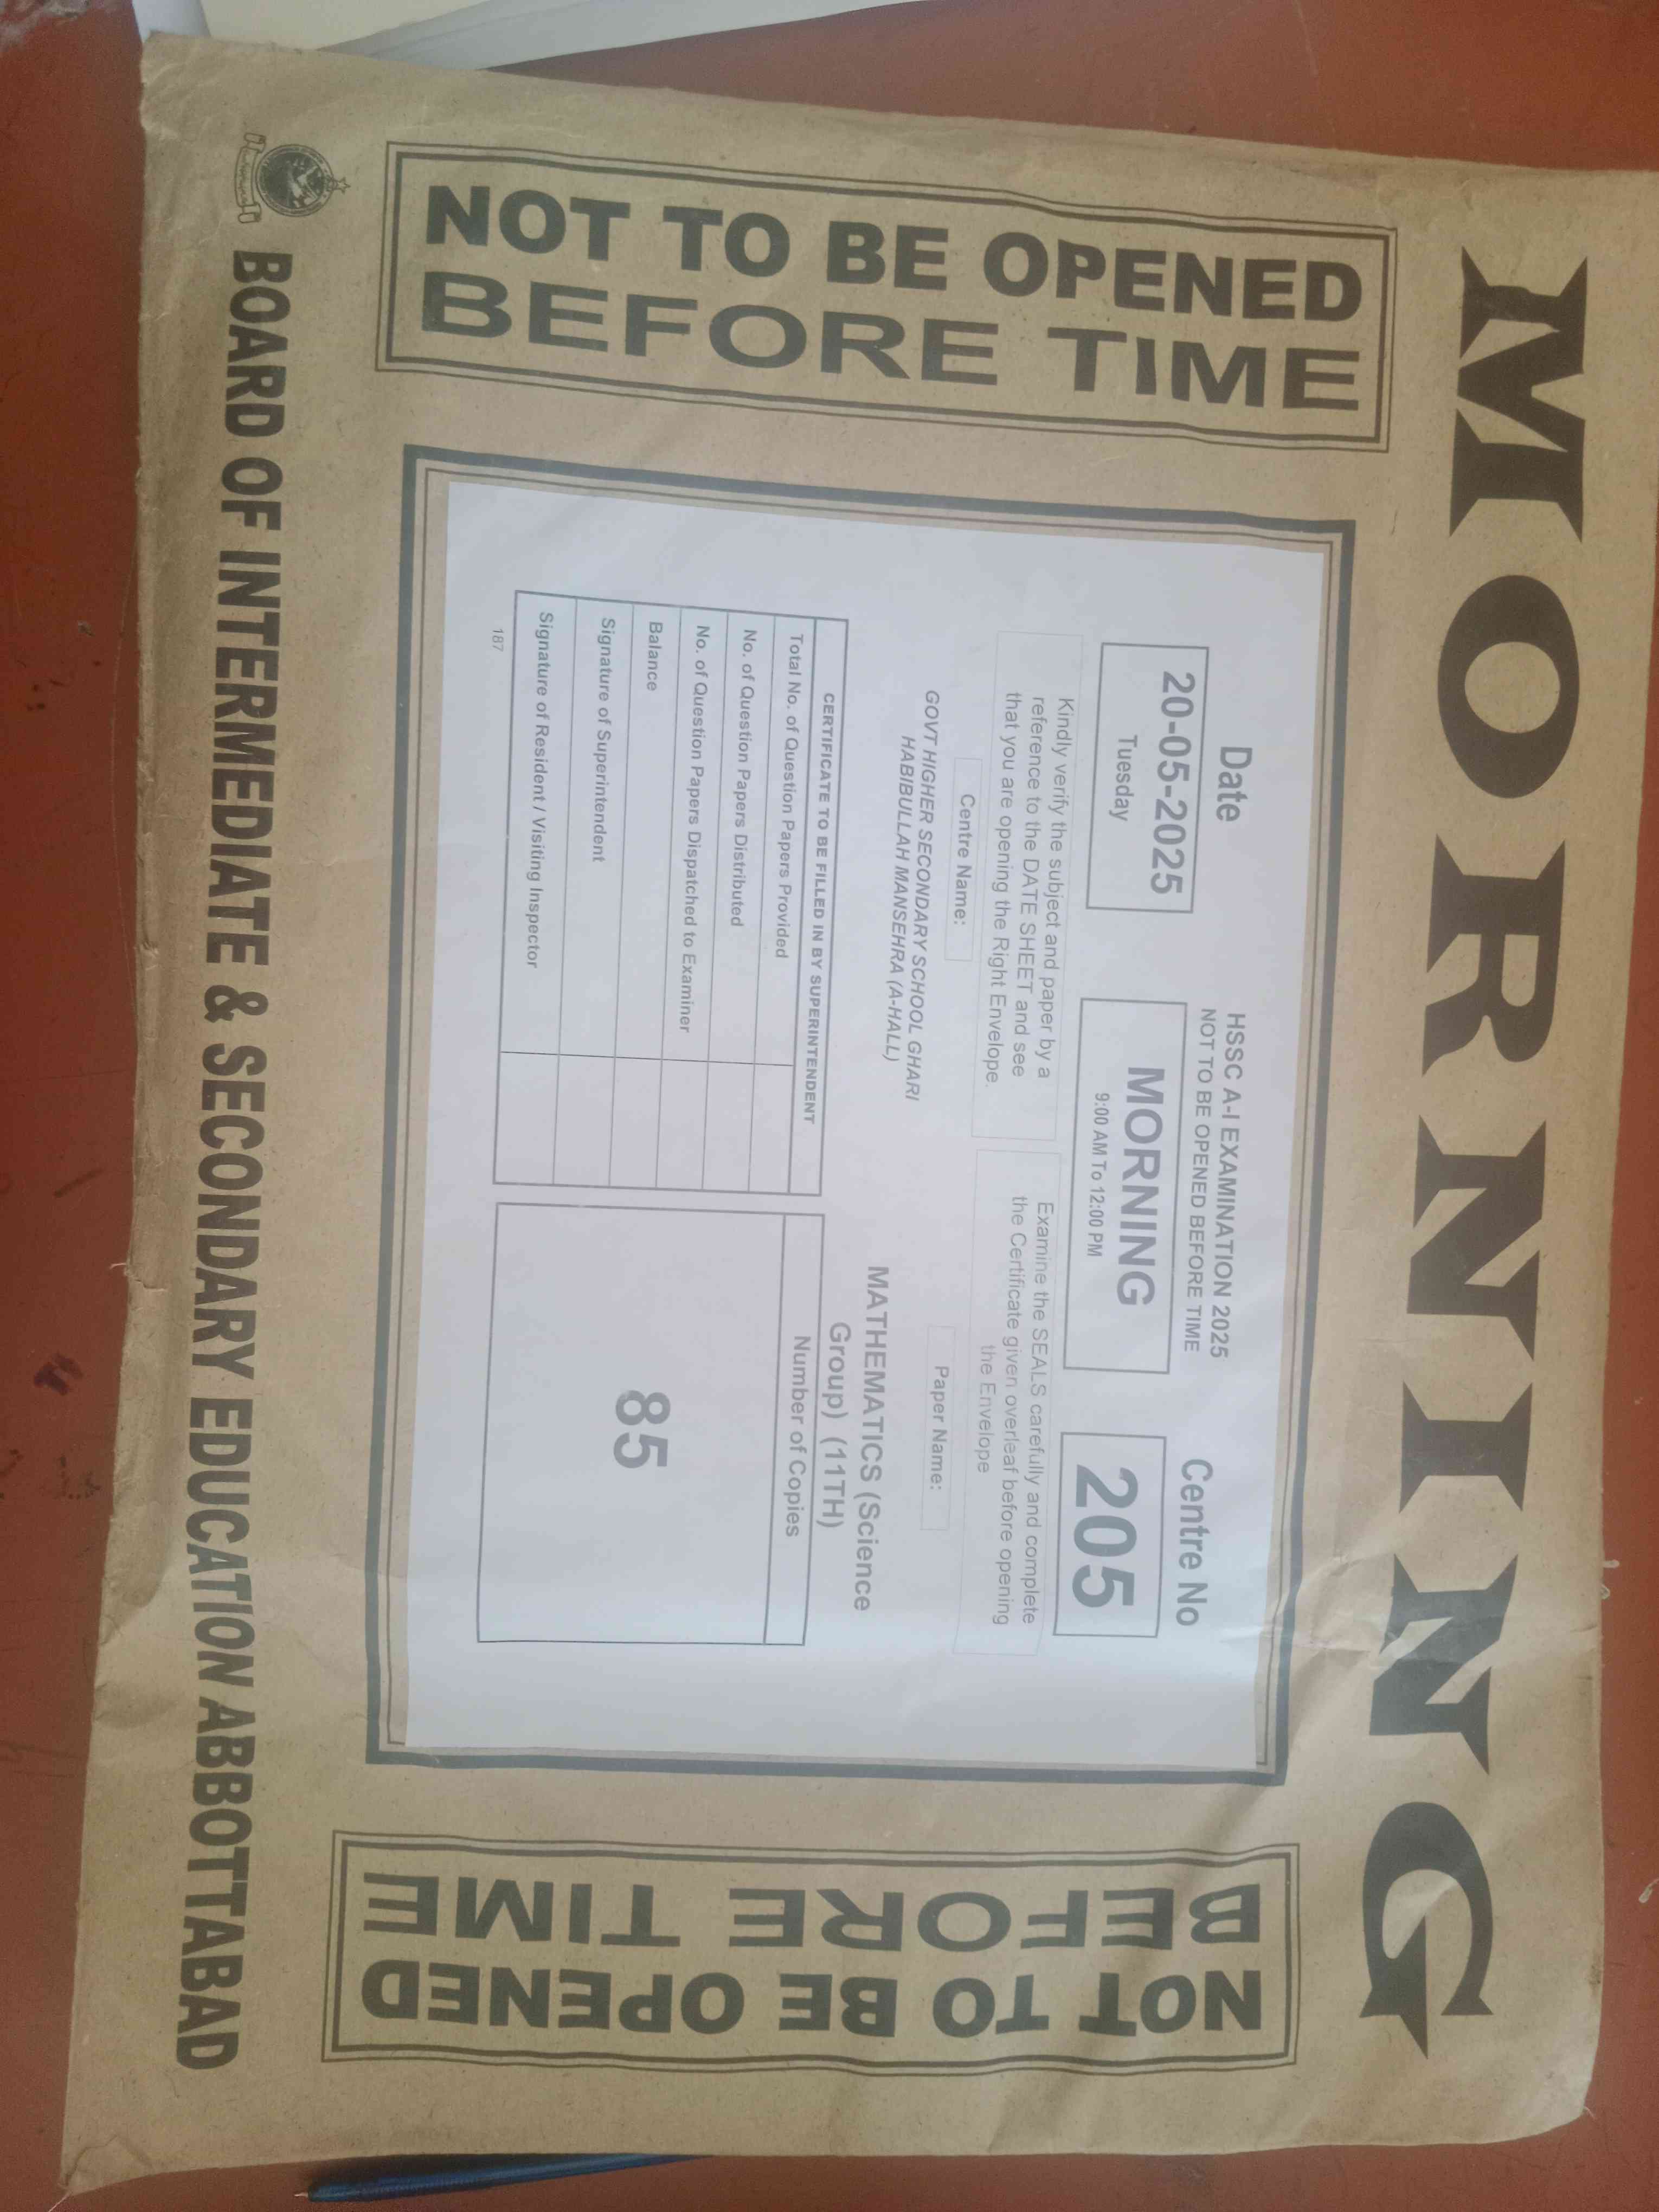 MORNING
NOT TO BE OPENED
BEFORE TIME
Date
20-05-2025
Tuesday
HSSC A-I EXAMINATION 2025
NOT TO BE OPENED BEFORE TIME
MORNING
9:00 AM To 12:00 PM
Centre No
205
Kindly verify the subject and paper by a
reference to the DATE SHEET and see
that you are opening the Right Envelope.
Examine the SEALS carefully and complete
the Certificate given overleaf before opening
the Envelope
Centre Name:
GOVT HIGHER SECONDARY SCHOOL GHARI
HABIBULLAH MANSEHRA (A-HALL)
Paper Name:
MATHEMATICS (Science
Group) (11TH)
CERTIFICATE TO BE FILLED IN BY SUPERINTENDENT
Total No. of Question Papers Provided
No. of Question Papers Distributed
No. of Question Papers Dispatched to Examiner
Balance
Signature of Superintendent
Signature of Resident / Visiting Inspector
Number of Copies
85
187
NOT TO BE OPENED
BEFORE TIME
BOARD OF INTERMEDIATE & SECONDARY EDUCATION ABBOTTABAD